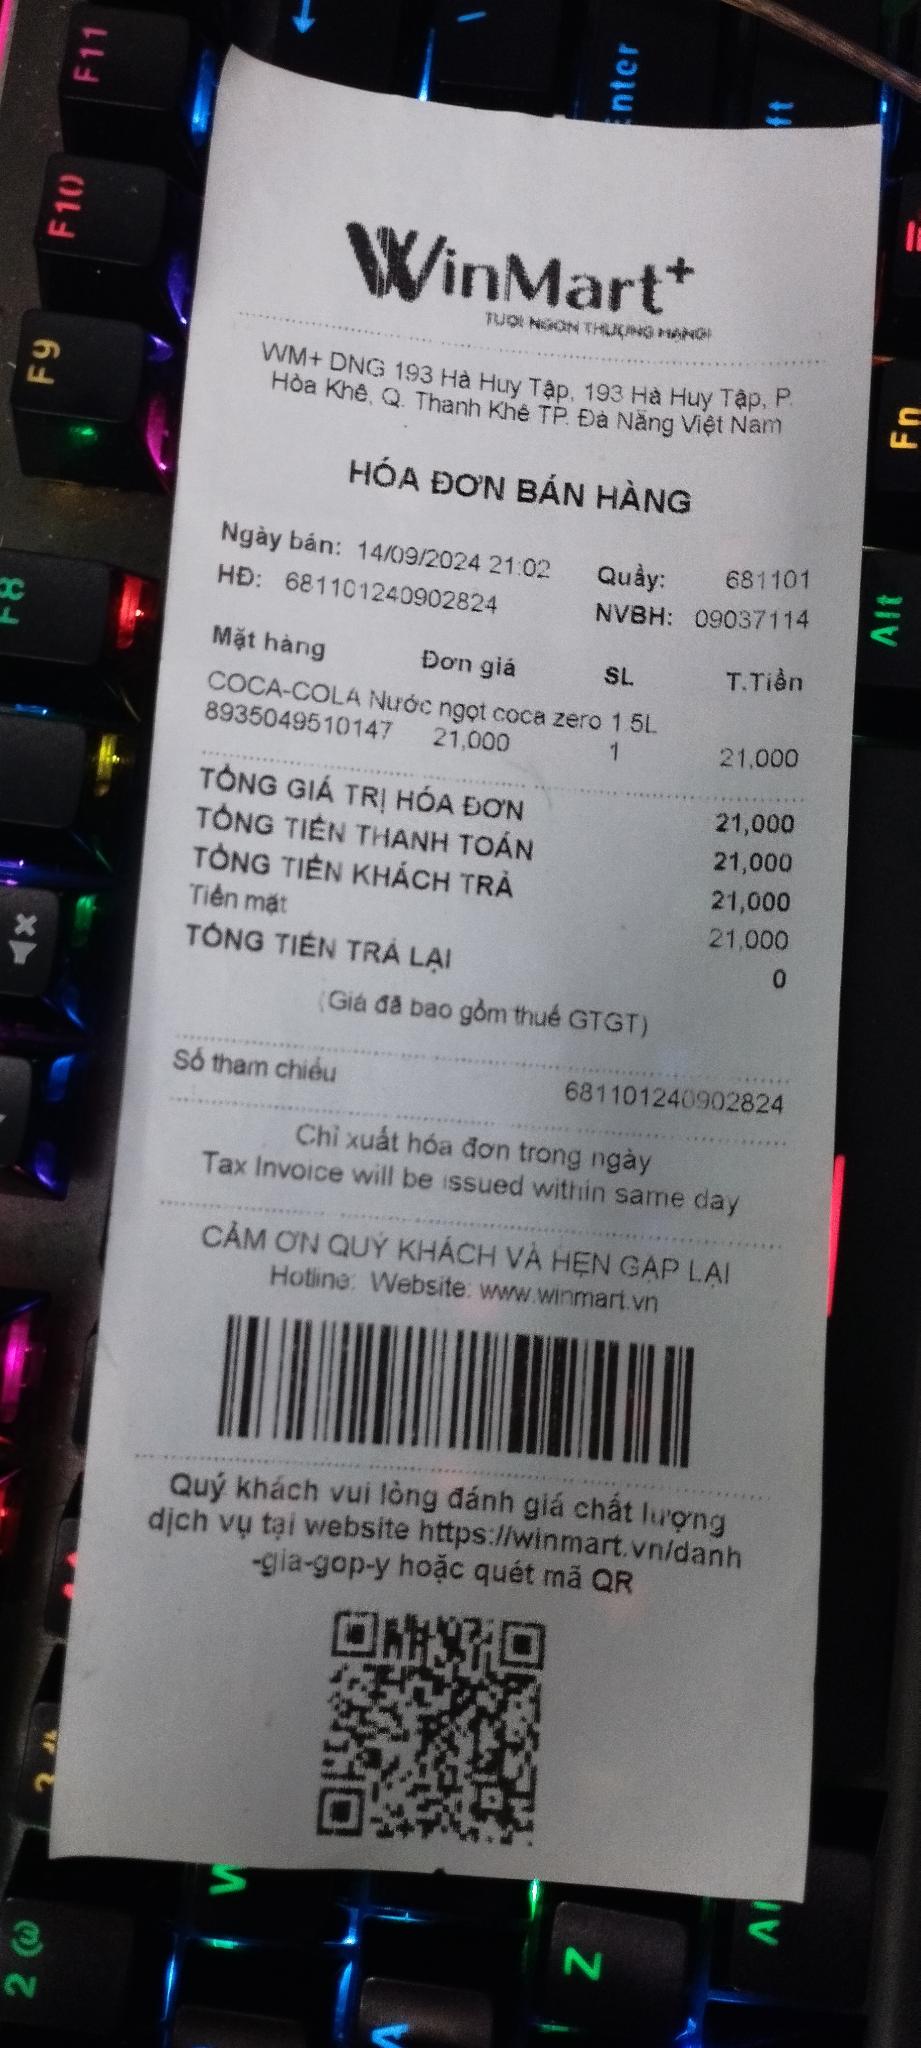 WinMart+
TƯƠI NGON THƯỢNG HẠNG!
WM+ DNG 193 Hà Huy Tập, 193 Hà Huy Tập, P.
Hòa Khê, Q. Thanh Khê TP. Đà Nẵng Việt Nam
HÓA ĐƠN BÁN HÀNG
Ngày bán: 14/09/2024 21:02 Quầy: 681101
HĐ: 681101240902824 NVBH: 09037114
Mặt hàng Đơn giá SL T.Tiền
COCA-COLA Nước ngọt coca zero 1.5L
8935049510147 21,000 1 21,000
TỔNG GIÁ TRỊ HÓA ĐƠN 21,000
TỔNG TIỀN THANH TOÁN 21,000
TỔNG TIỀN KHÁCH TRẢ 21,000
Tiền mặt 21,000
TỔNG TIỀN TRẢ LẠI 0
(Giá đã bao gồm thuế GTGT)
Số tham chiếu 681101240902824
Chỉ xuất hóa đơn trong ngày
Tax Invoice will be issued within same day
CẢM ƠN QUÝ KHÁCH VÀ HẸN GẶP LẠI
Hotline: Website: www.winmart.vn
Quý khách vui lòng đánh giá chất lượng
dịch vụ tại website https://winmart.vn/danh
-gia-gop-y hoặc quét mã QR
F11
F10
F9
F8
Enter
Fn
Alt
2 @
Z
A